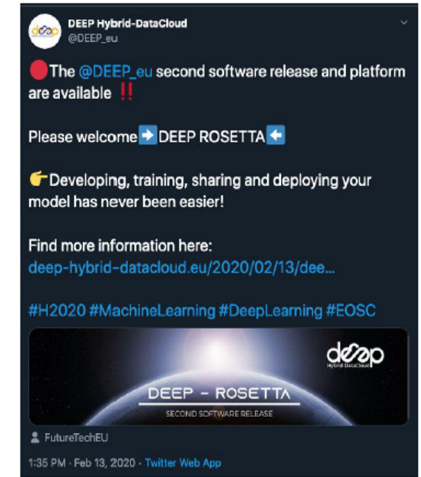 DEEP Hybrid-DataCloud
@DEEP_eu
🔴The @DEEP_eu second software release and platform
are available ‼️
Please welcome➡️DEEP ROSETTA⬅️
👉Developing, training, sharing and deploying your
model has never been easier!
Find more information here:
deep-hybrid-datacloud.eu/2020/02/13/dee...
#H2020 #MachineLearning #DeepLearning #EOSC
deep
Hybrid DataCloud
DEEP - ROSETTA
SECOND SOFTWARE RELEASE
FutureTechEU
1:35 PM · Feb 13, 2020 · Twitter Web App